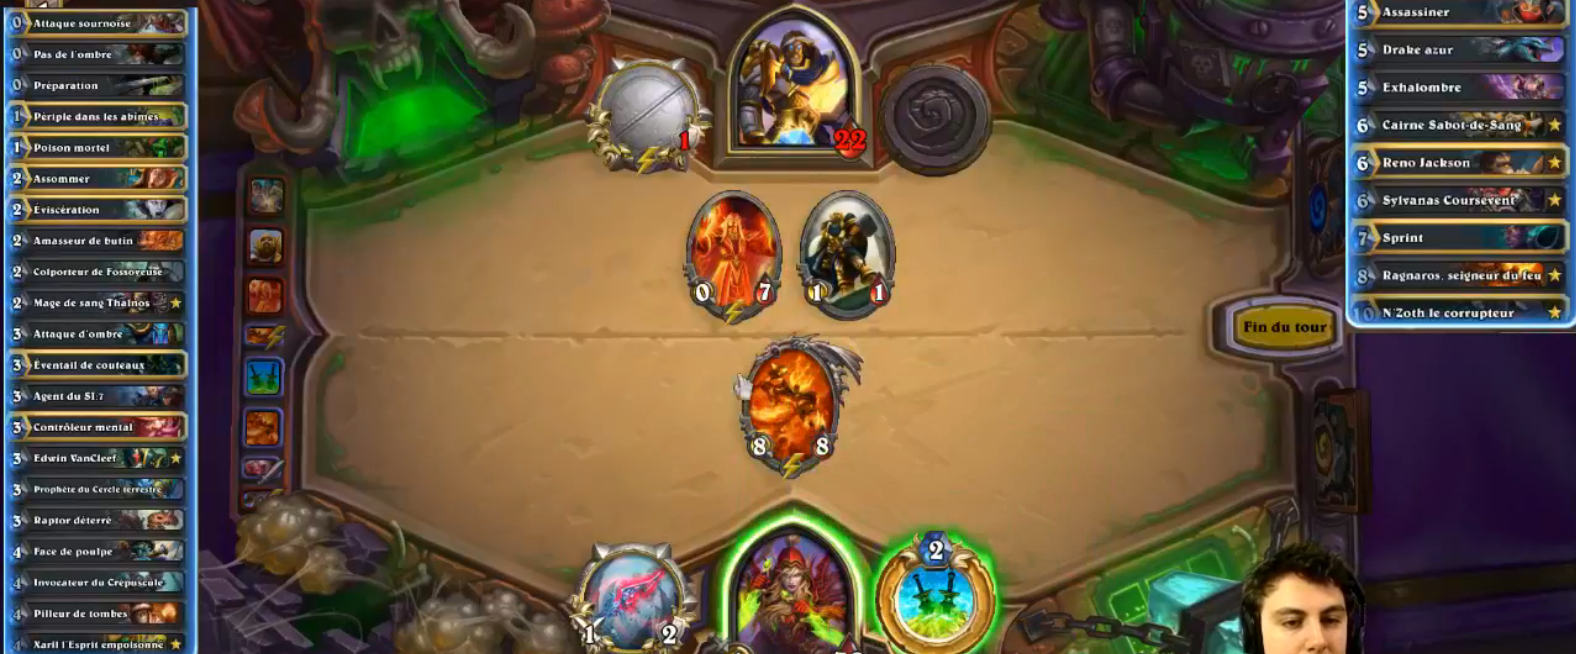 0 Attaque sournoise
0 Pas de l'ombre
0 Préparation
1 Périple dans les abîmes
1 Poison mortel
2 Assommer
2 Éviscération
2 Amasseur de butin
2 Colporteur de Fossoyeuse
2 Mage de sang Thalnos
3 Attaque d'ombre
3 Éventail de couteaux
3 Agent du SI:7
3 Contrôleur mental
3 Edwin VanCleef
3 Prophète du Cercle terrestre
3 Raptor déterré
4 Face de poulpe
4 Invocateur du Crépuscule
4 Pilleur de tombes
4 Xaril l'Esprit empoisonné
1
22
0 7
1 1
8 8
1 2
2
Fin du tour
5 Assassiner
5 Drake azur
5 Exhalombre
6 Cairne Sabot-de-Sang
6 Reno Jackson
6 Sylvanas Coursevent
7 Sprint
8 Ragnaros, seigneur du feu
10 N'Zoth le corrupteur